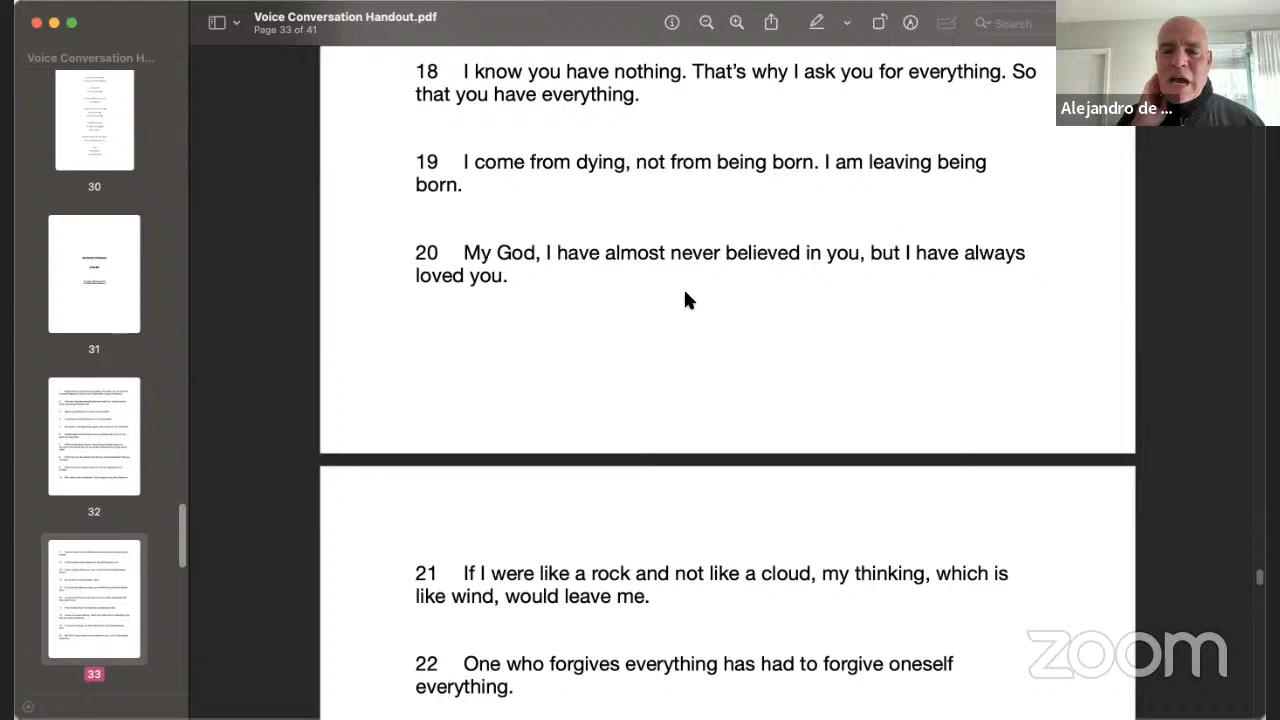 Voice Conversation Handout.pdf
Page 33 of 41
Search
Voice Conversation H...
30
31
32
33
18 I know you have nothing. That's why I ask you for everything. So
that you have everything.
19 I come from dying, not from being born. I am leaving being
born.
20 My God, I have almost never believed in you, but I have always
loved you.
21 If I were like a rock and not like a cloud, my thinking, which is
like wind, would leave me.
22 One who forgives everything has had to forgive oneself
everything.
Alejandro de ...
zoom